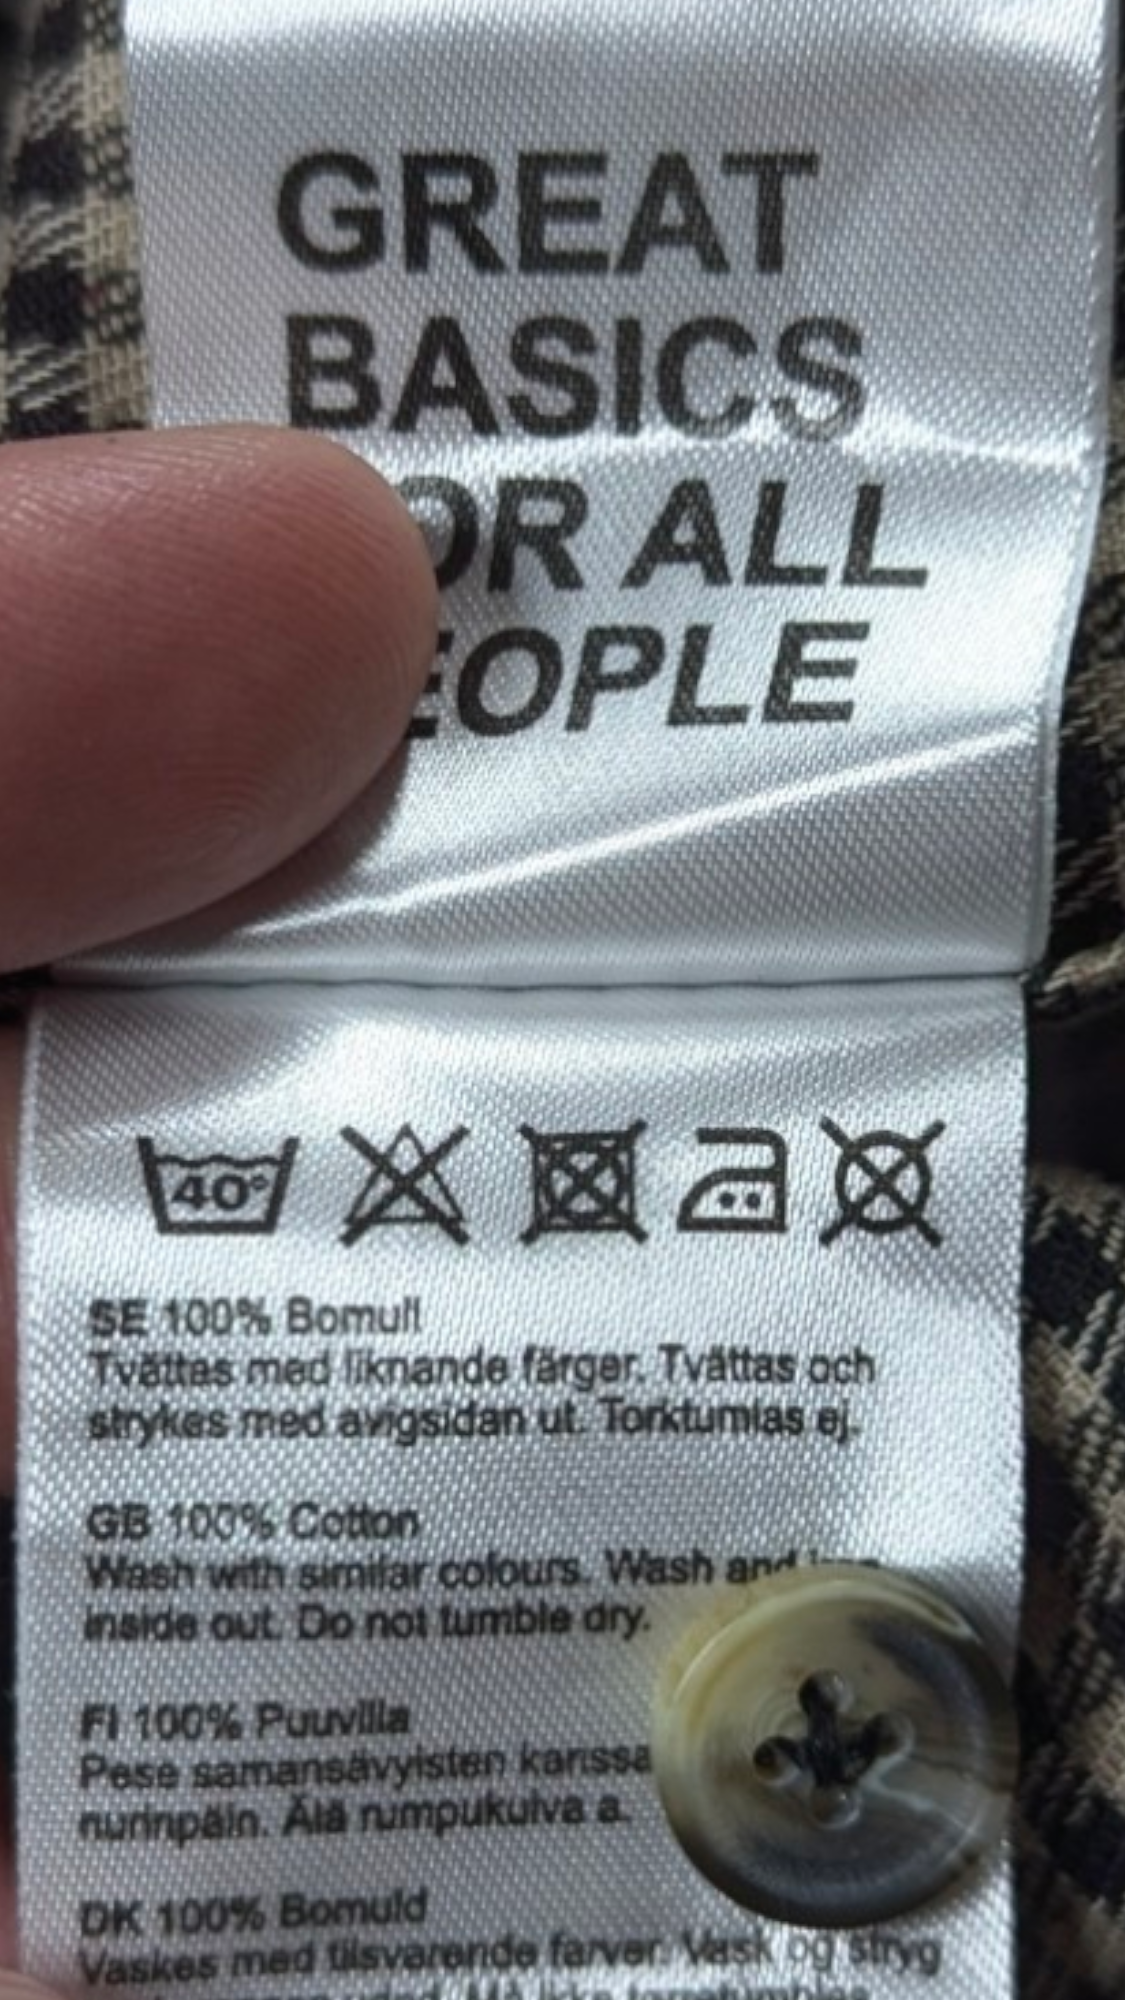 GREAT
BASICS
OR ALL
EOPLE
40°
SE 100% Bomull
Tvättas med liknande färger. Tvättas och
strykes med avigsidan ut. Torktumlas ej.
GB 100% Cotton
Wash with similar colours. Wash and
inside out. Do not tumble dry.
FI 100% Puuvilla
Pese samansävyisten kanssa
nurinpäin. Älä rumpukuivaa.
DK 100% Bomuld
Vaskes med tilsvarende farver. Vask og stryg